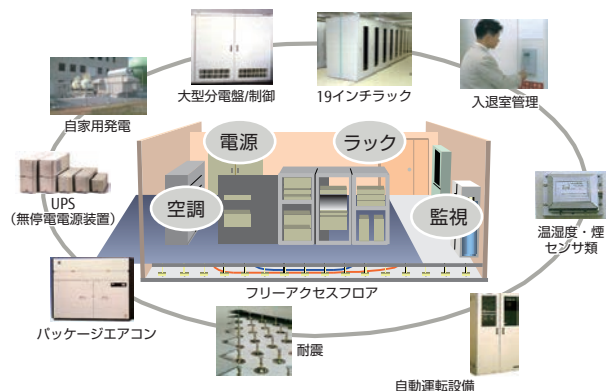 大型分電盤/制御
19インチラック
入退室管理
自家用発電
電源
ラック
UPS
(無停電電源装置)
空調
監視
温湿度・煙
センサ類
フリーアクセスフロア
パッケージエアコン
耐震
自動運転設備